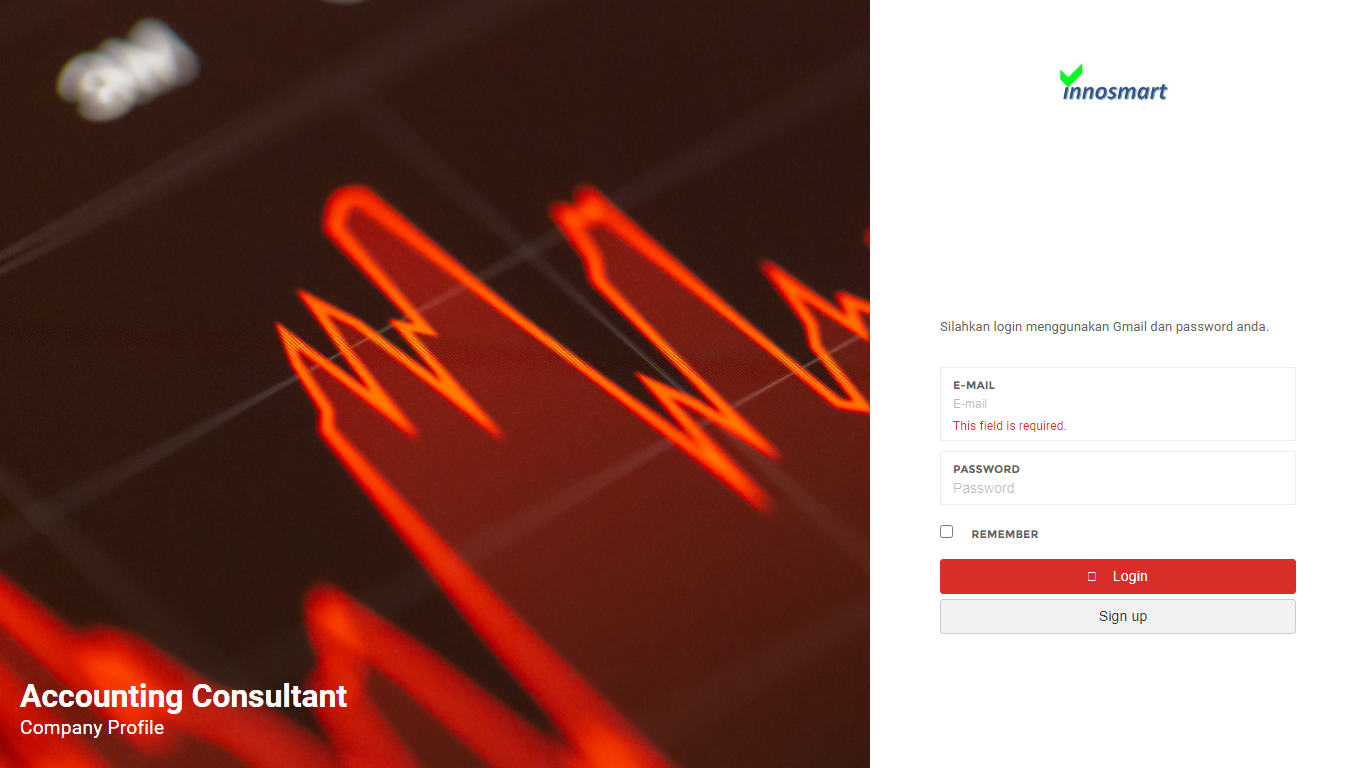 innosmart
Silahkan login menggunakan Gmail dan password anda.
E-MAIL
E-mail
This field is required.
PASSWORD
Password
REMEMBER
Login
Sign up
Accounting Consultant
Company Profile